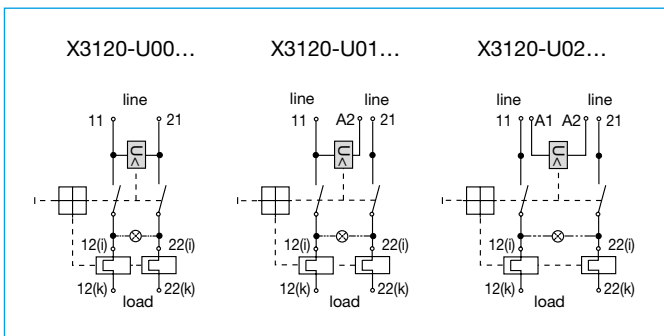 X3120-U00... X3120-U01... X3120-U02...
line line line line line
11 21 11 A2 21 11 A1 A2 21
U< U< U<
12(i) 22(i) 12(i) 22(i) 12(i) 22(i)
12(k) 22(k) 12(k) 22(k) 12(k) 22(k)
load load load